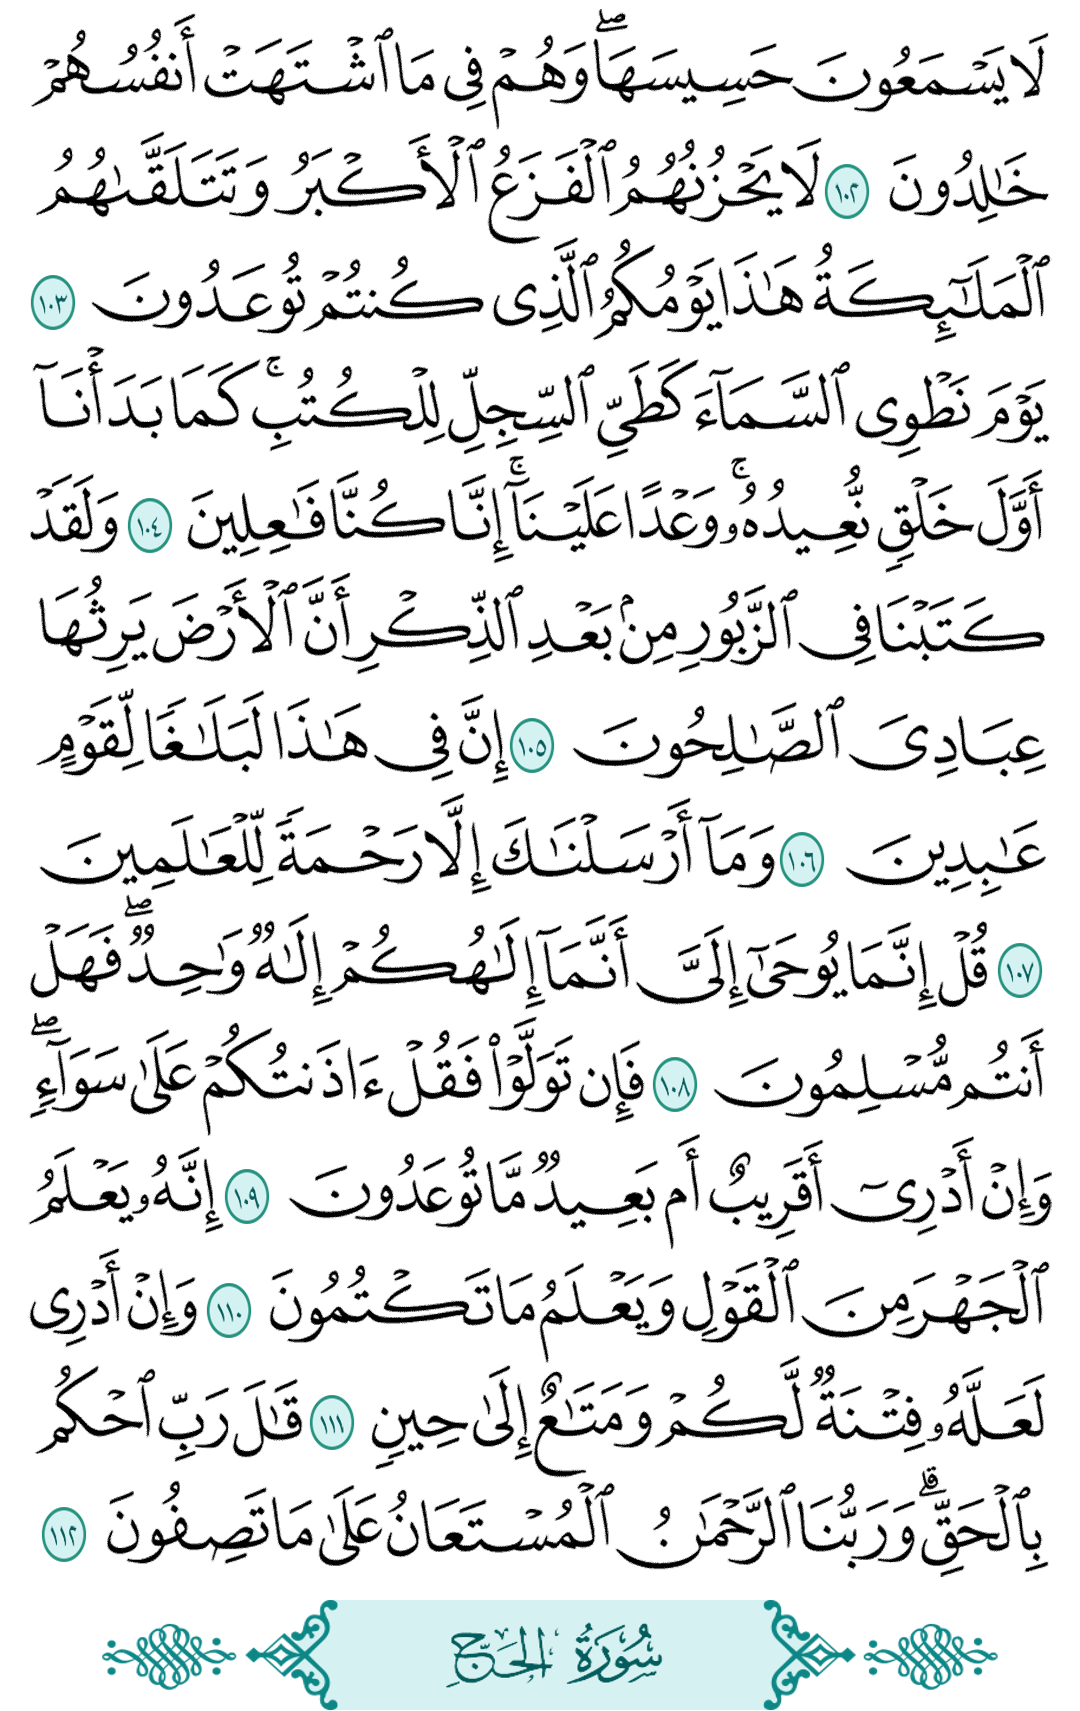 لَا يَسْمَعُونَ حَسِيسَهَا ۖ وَهُمْ فِى مَا ٱشْتَهَتْ أَنفُسُهُمْ
خَٰلِدُونَ ١٠٢ لَا يَحْزُنُهُمُ ٱلْفَزَعُ ٱلْأَكْبَرُ وَتَتَلَقَّىٰهُمُ
ٱلْمَلَٰٓئِكَةُ هَٰذَا يَوْمُكُمُ ٱلَّذِى كُنتُمْ تُوعَدُونَ ١٠٣
يَوْمَ نَطْوِى ٱلسَّمَآءَ كَطَىِّ ٱلسِّجِلِّ لِلْكُتُبِ ۚ كَمَا بَدَأْنَآ
أَوَّلَ خَلْقٍ نُّعِيدُهُۥ ۚ وَعْدًا عَلَيْنَآ ۚ إِنَّا كُنَّا فَٰعِلِينَ ١٠٤ وَلَقَدْ
كَتَبْنَا فِى ٱلزَّبُورِ مِنۢ بَعْدِ ٱلذِّكْرِ أَنَّ ٱلْأَرْضَ يَرِثُهَا
عِبَادِىَ ٱلصَّٰلِحُونَ ١٠٥ إِنَّ فِى هَٰذَا لَبَلَٰغًا لِّقَوْمٍ
عَٰبِدِينَ ١٠٦ وَمَآ أَرْسَلْنَٰكَ إِلَّا رَحْمَةً لِّلْعَٰلَمِينَ
١٠٧ قُلْ إِنَّمَا يُوحَىٰٓ إِلَىَّ أَنَّمَآ إِلَٰهُكُمْ إِلَٰهٌ وَٰحِدٌ ۖ فَهَلْ
أَنتُم مُّسْلِمُونَ ١٠٨ فَإِن تَوَلَّوْا۟ فَقُلْ ءَاذَنتُكُمْ عَلَىٰ سَوَآءٍ ۖ
وَإِنْ أَدْرِىٓ أَقَرِيبٌ أَم بَعِيدٌ مَّا تُوعَدُونَ ١٠٩ إِنَّهُۥ يَعْلَمُ
ٱلْجَهْرَ مِنَ ٱلْقَوْلِ وَيَعْلَمُ مَا تَكْتُمُونَ ١١٠ وَإِنْ أَدْرِى
لَعَلَّهُۥ فِتْنَةٌ لَّكُمْ وَمَتَٰعٌ إِلَىٰ حِينٍ ١١١ قَٰلَ رَبِّ ٱحْكُم
بِٱلْحَقِّ ۗ وَرَبُّنَا ٱلرَّحْمَٰنُ ٱلْمُسْتَعَانُ عَلَىٰ مَا تَصِفُونَ ١١٢
سُورَةُ الحَجِّ